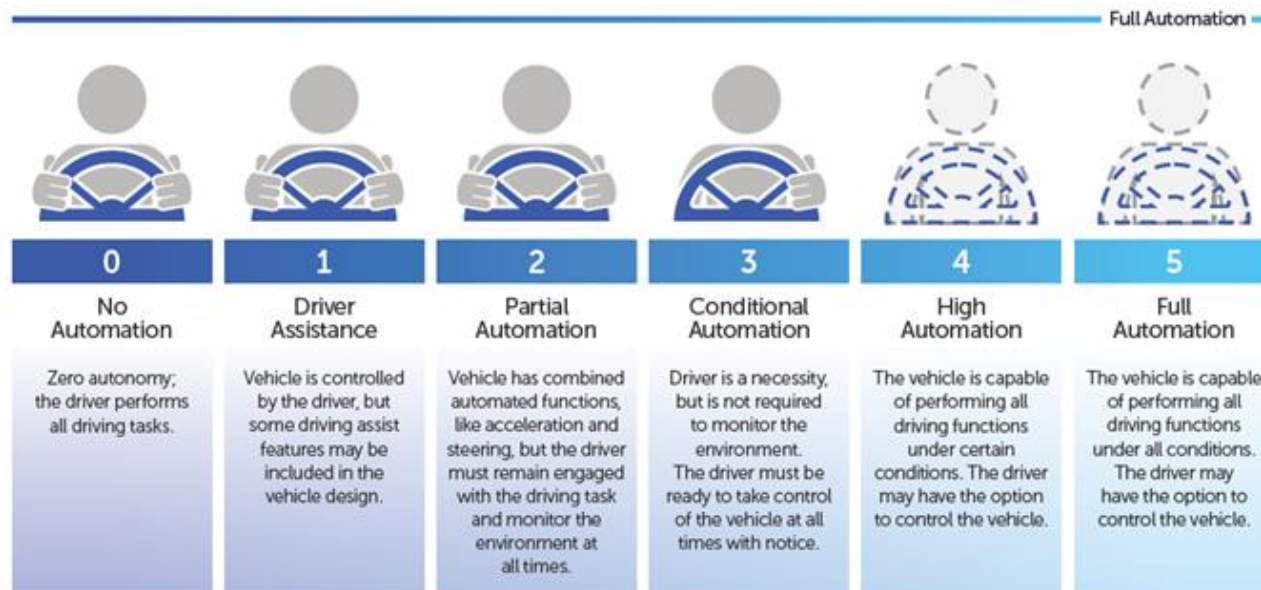 Full Automation
0
No
Automation
Zero autonomy;
the driver performs
all driving tasks.
1
Driver
Assistance
Vehicle is controlled
by the driver, but
some driving assist
features may be
included in the
vehicle design.
2
Partial
Automation
Vehicle has combined
automated functions,
like acceleration and
steering, but the driver
must remain engaged
with the driving task
and monitor the
environment at
all times.
3
Conditional
Automation
Driver is a necessity,
but is not required
to monitor the
environment.
The driver must be
ready to take control
of the vehicle at all
times with notice.
4
High
Automation
The vehicle is capable
of performing all
driving functions
under certain
conditions. The driver
may have the option
to control the vehicle.
5
Full
Automation
The vehicle is capable
of performing all
driving functions
under all conditions.
The driver may
have the option to
control the vehicle.